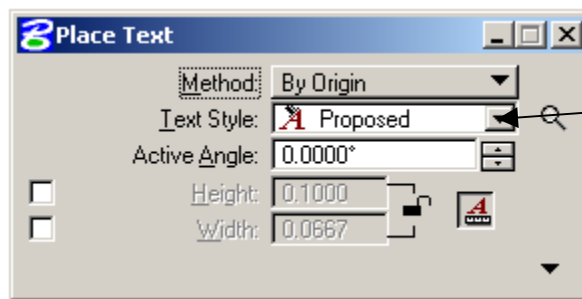 Place Text
Method: By Origin
Text Style: A Proposed
Active Angle: 0.0000°
Height: 0.1000
Width: 0.0667
A